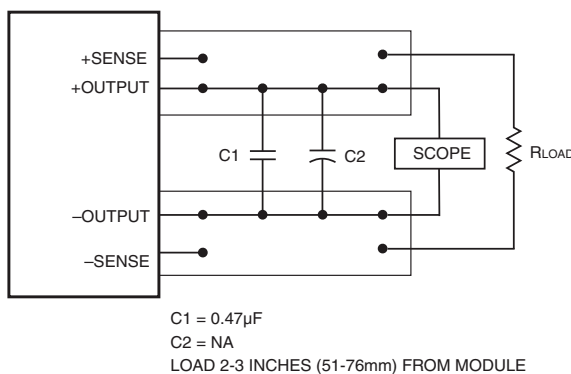 +SENSE
+OUTPUT
C1
C2
SCOPE
RLOAD
–OUTPUT
–SENSE
C1 = 0.47µF
C2 = NA
LOAD 2-3 INCHES (51-76mm) FROM MODULE